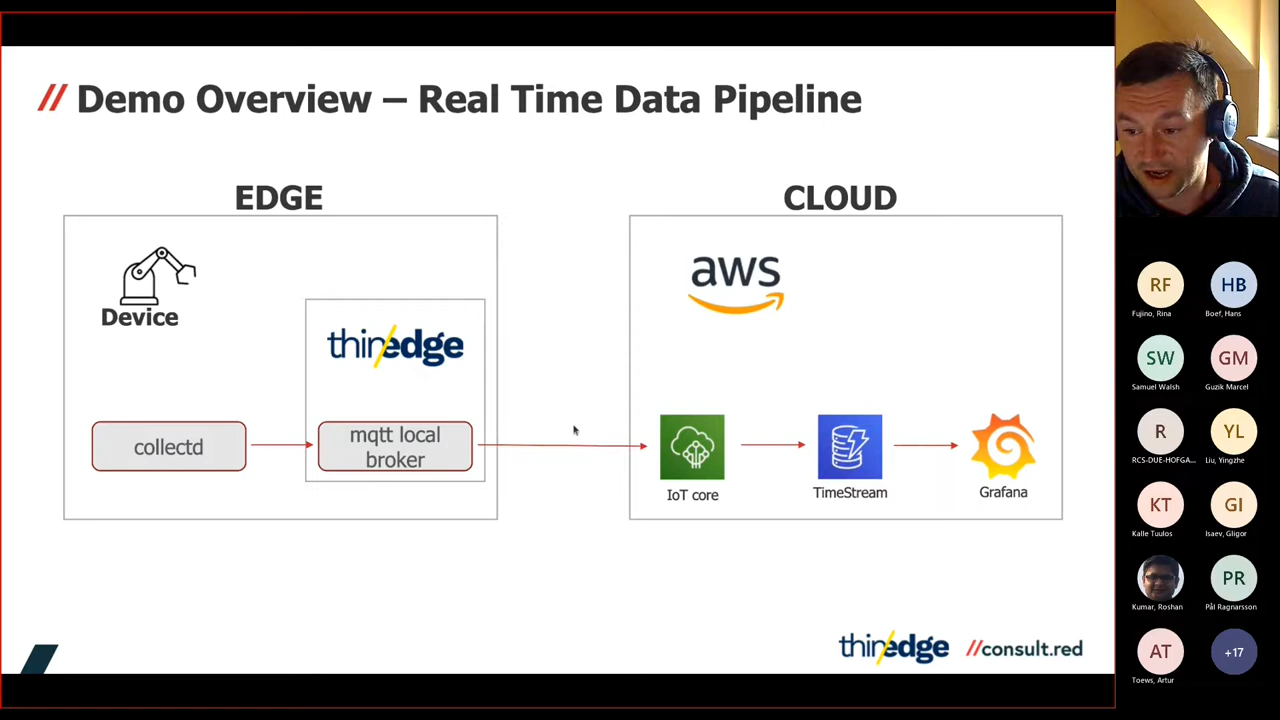 // Demo Overview – Real Time Data Pipeline
EDGE
CLOUD
Device
thin/edge
aws
collectd
mqtt local
broker
IoT core
TimeStream
Grafana
thin/edge
//consult.red
RF
HB
Fujino, Rina
Boef, Hans
SW
GM
Samuel Walsh
Guzik Marcel
R
YL
RCS-DUE-HOFGA...
Liu, Yingzhe
KT
GI
Kalle Tuulos
Isaev, Gligor
PR
Kumar, Roshan
Pål Ragnarsson
AT
+17
Toews, Artur